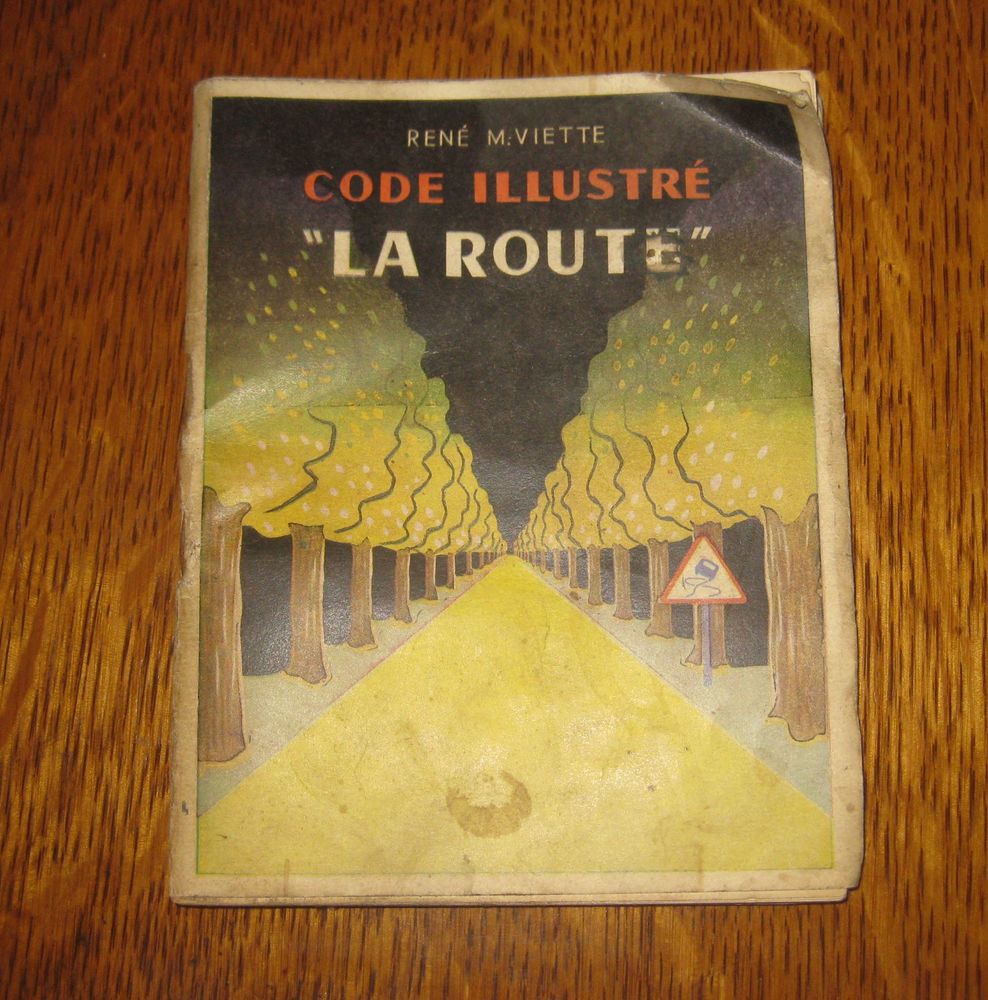 RENÉ M. VIETTE
CODE ILLUSTRÉ
"LA ROUTE"